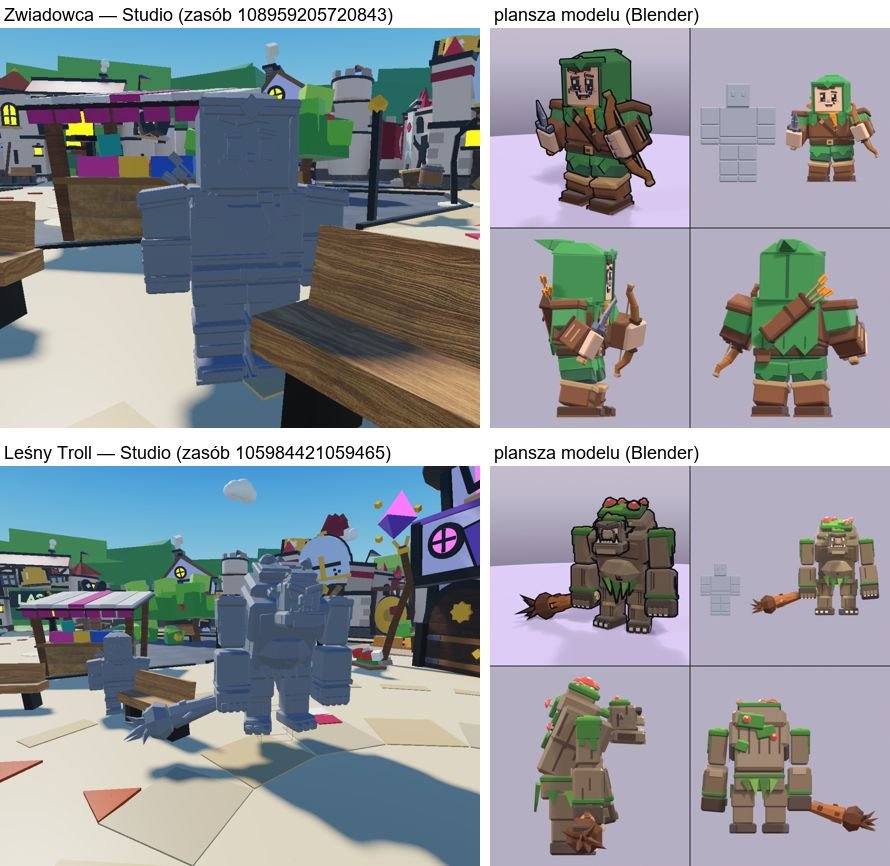 Zwiadowca — Studio (zasób 108959205720843)
plansza modelu (Blender)
Leśny Troll — Studio (zasób 105984421059465)
plansza modelu (Blender)